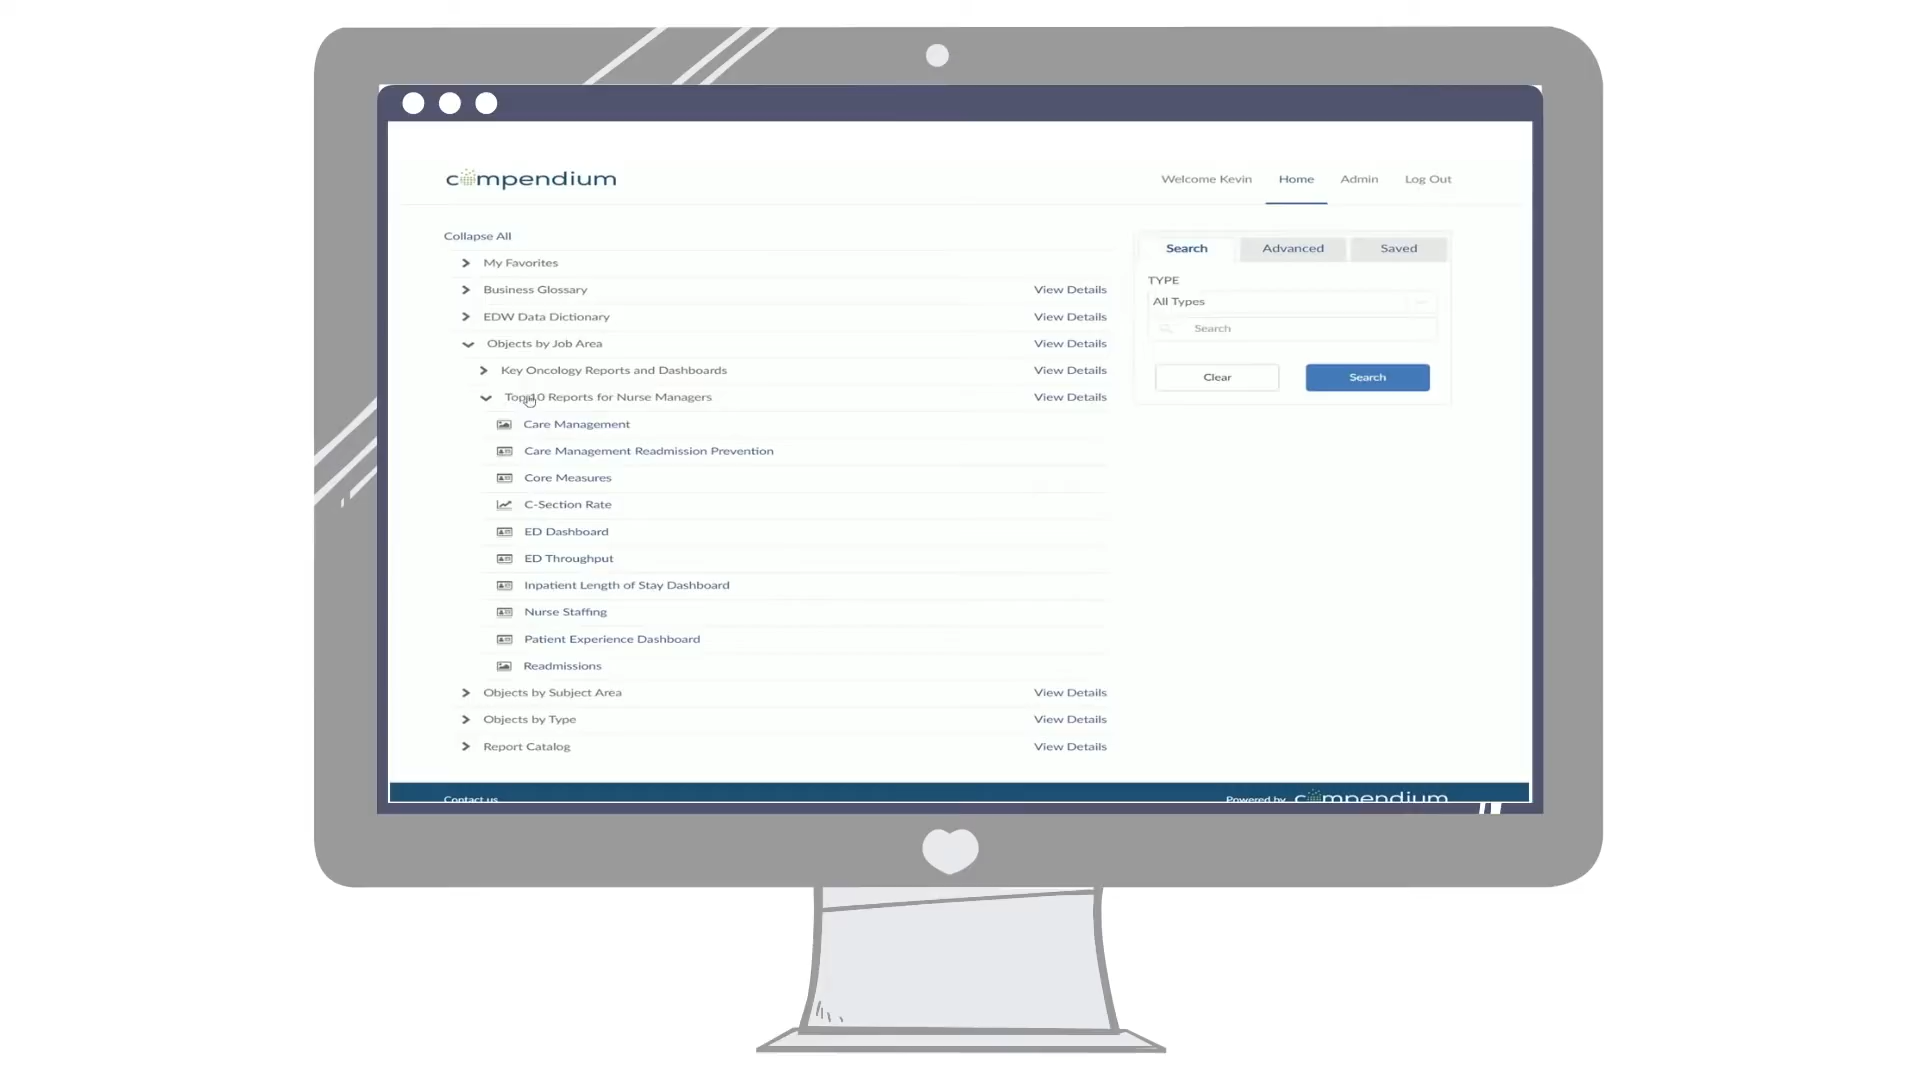 compendium
Welcome Kevin Home Admin Log Out
Collapse All
My Favorites
Business Glossary View Details
EDW Data Dictionary View Details
Objects by Job Area View Details
Key Oncology Reports and Dashboards View Details
Top 10 Reports for Nurse Managers View Details
Care Management
Care Management Readmission Prevention
Core Measures
C-Section Rate
ED Dashboard
ED Throughput
Inpatient Length of Stay Dashboard
Nurse Staffing
Patient Experience Dashboard
Readmissions
Objects by Subject Area View Details
Objects by Type View Details
Report Catalog View Details
Search Advanced Saved
TYPE
All Types
Search
Clear Search
Contact us Powered by compendium